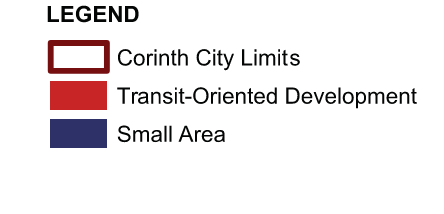 LEGEND
Corinth City Limits
Transit-Oriented Development
Small Area